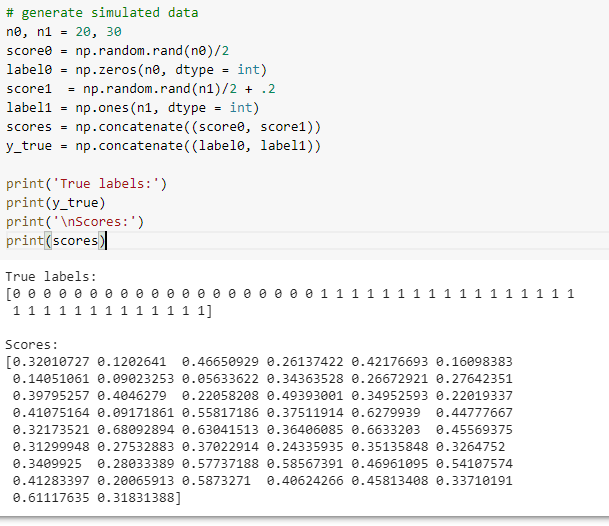 # generate simulated data
n0, n1 = 20, 30
score0 = np.random.rand(n0)/2
label0 = np.zeros(n0, dtype = int)
score1  = np.random.rand(n1)/2 + .2
label1 = np.ones(n1, dtype = int)
scores = np.concatenate((score0, score1))
y_true = np.concatenate((label0, label1))

print('True labels:')
print(y_true)
print('\nScores:')
print(scores)

True labels:
[0 0 0 0 0 0 0 0 0 0 0 0 0 0 0 0 0 0 0 0 1 1 1 1 1 1 1 1 1 1 1 1 1 1 1 1 1
 1 1 1 1 1 1 1 1 1 1 1 1 1]

Scores:
[0.32010727 0.1202641  0.46650929 0.26137422 0.42176693 0.16098383
 0.14051061 0.09023253 0.05633622 0.34363528 0.26672921 0.27642351
 0.39795257 0.4046279  0.22058208 0.49393001 0.34952593 0.22019337
 0.41075164 0.09171861 0.55817186 0.37511914 0.6279939  0.44777667
 0.32173521 0.68092894 0.63041513 0.36406085 0.6633203  0.45569375
 0.31299948 0.27532883 0.37022914 0.24335935 0.35135848 0.3264752
 0.3409925  0.28033389 0.57737188 0.58567391 0.46961095 0.54107574
 0.41283397 0.20065913 0.5873271  0.40624266 0.45813408 0.33710191
 0.61117635 0.31831388]